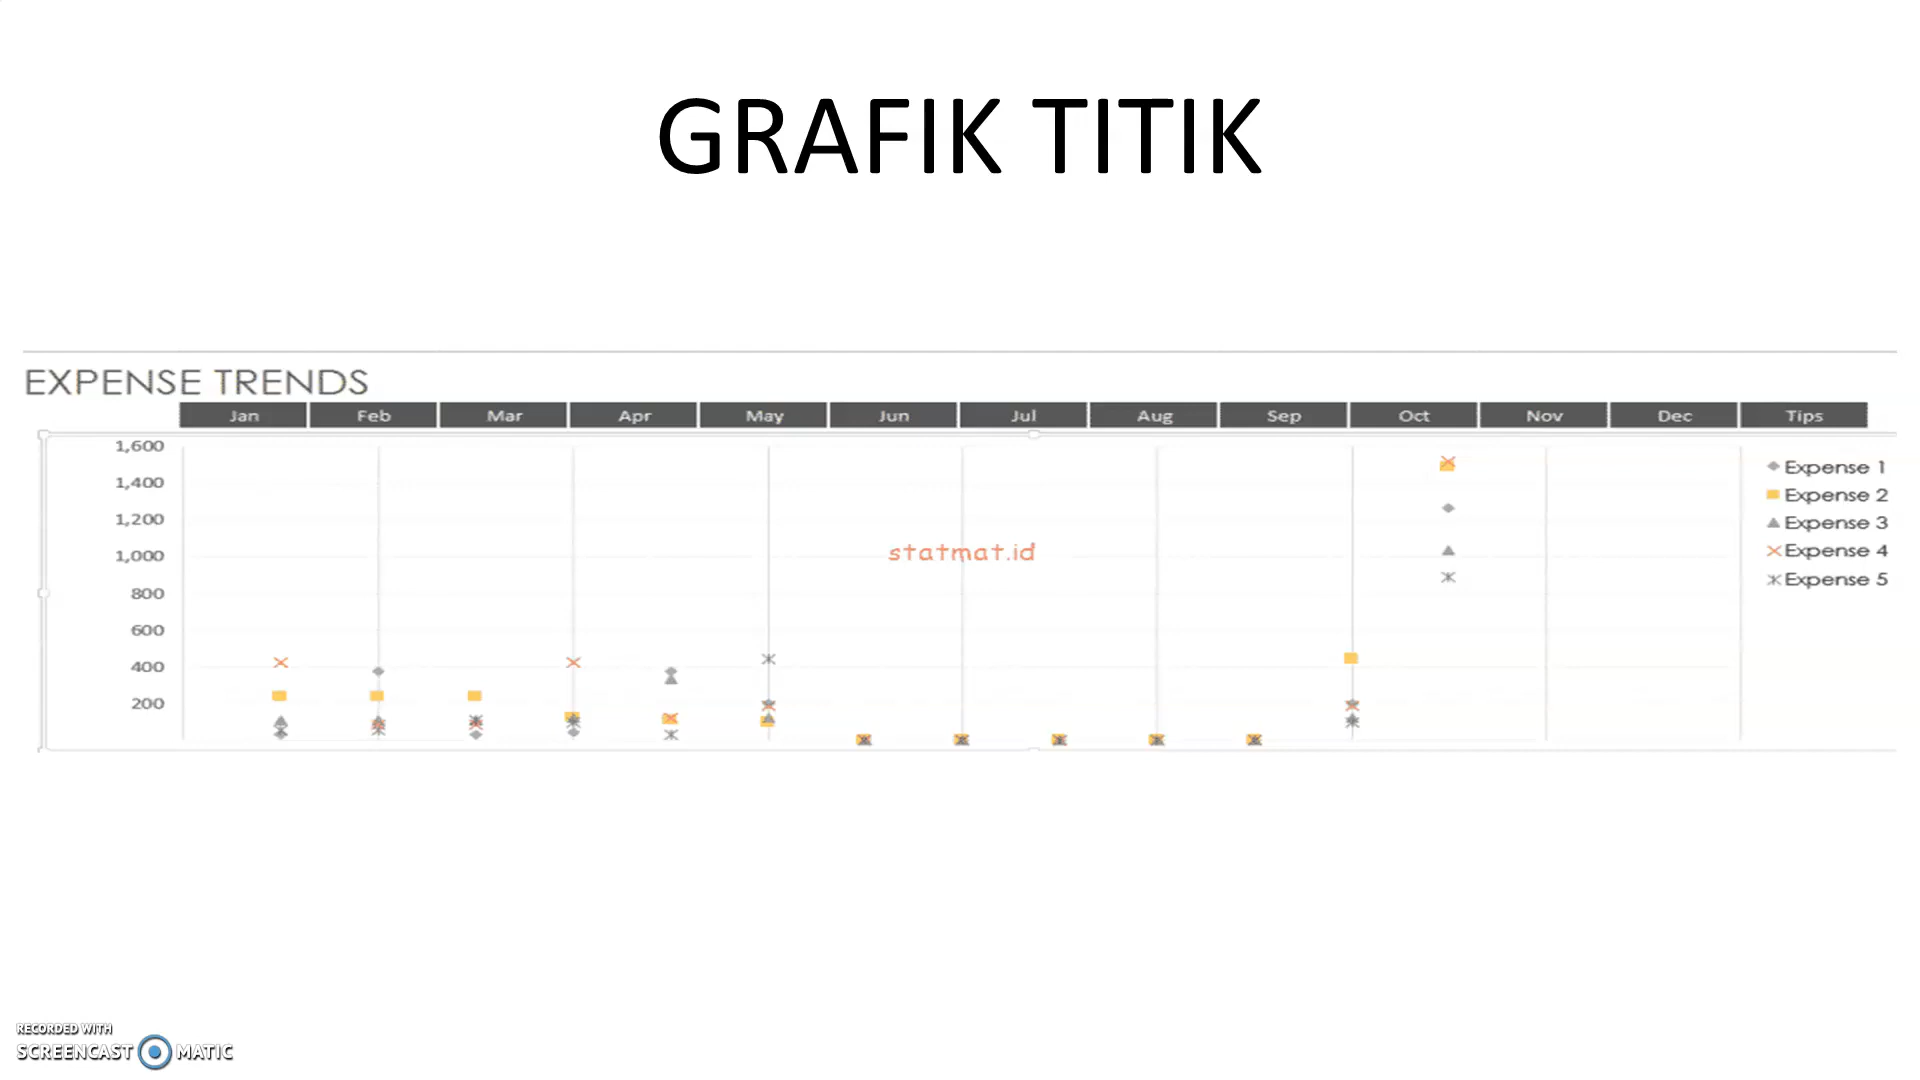 GRAFIK TITIK
EXPENSE TRENDS
Jan Feb Mar Apr May Jun Jul Aug Sep Oct Nov Dec Tips
1,600
1,400
1,200
1,000
800
600
400
200
statmat.id
Expense 1
Expense 2
Expense 3
Expense 4
Expense 5
RECORDED WITH
SCREENCAST MATIC